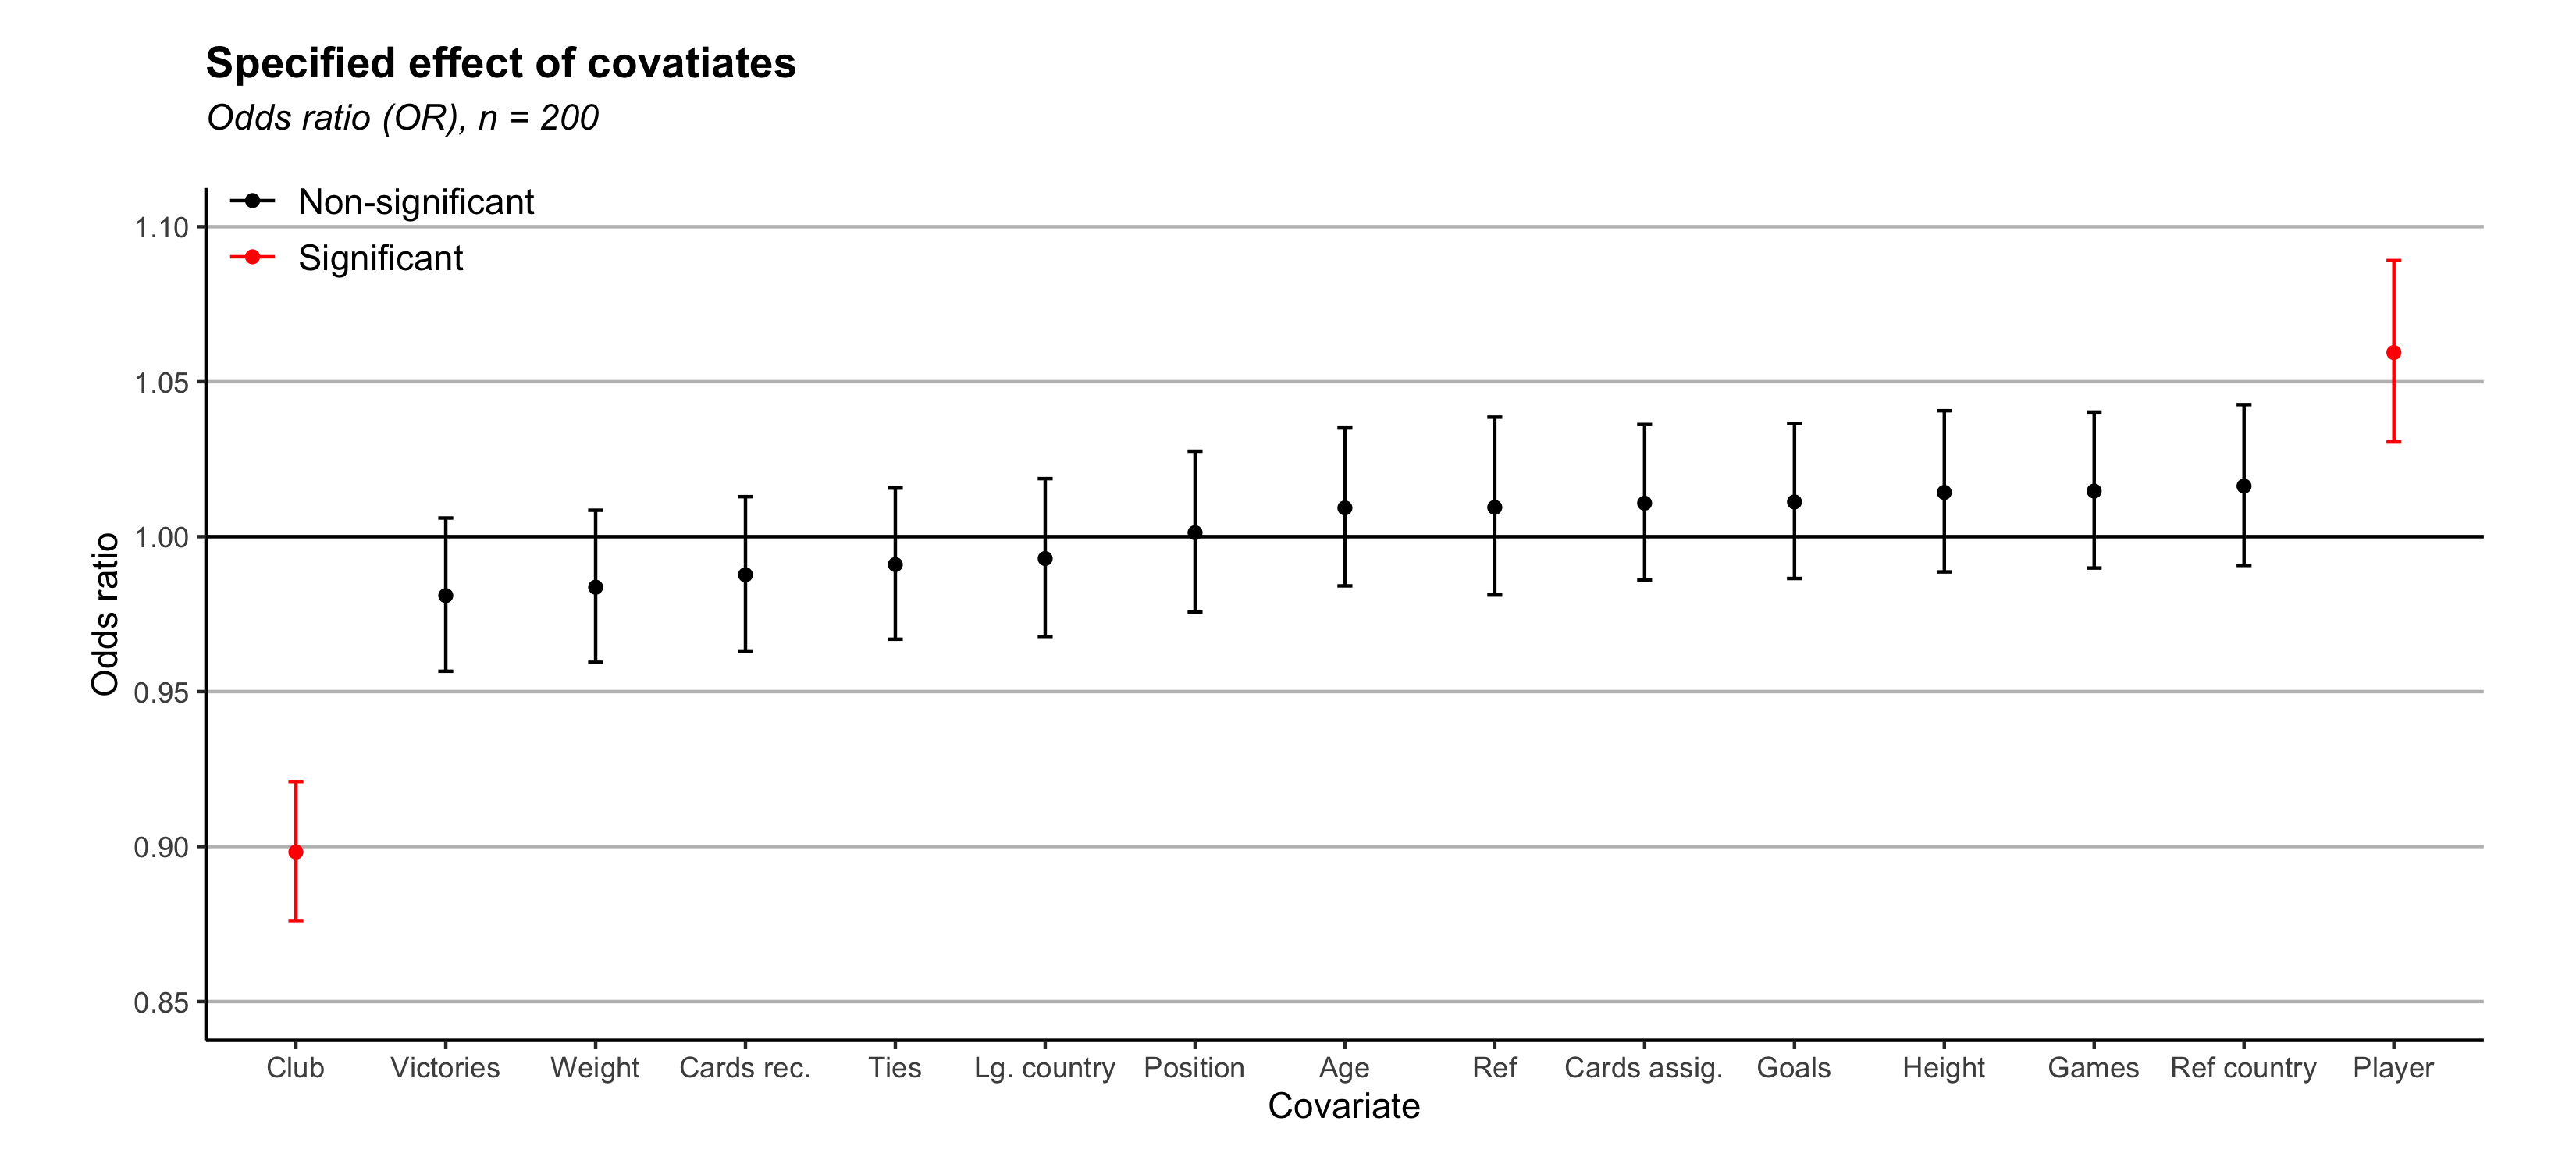 Specified effect of covatiates
Odds ratio (OR), n = 200
Non-significant
Significant
1.10
1.05
1.00
0.95
0.90
0.85
Odds ratio
Club Victories Weight Cards rec. Ties Lg. country Position Age Ref Cards assig. Goals Height Games Ref country Player
Covariate